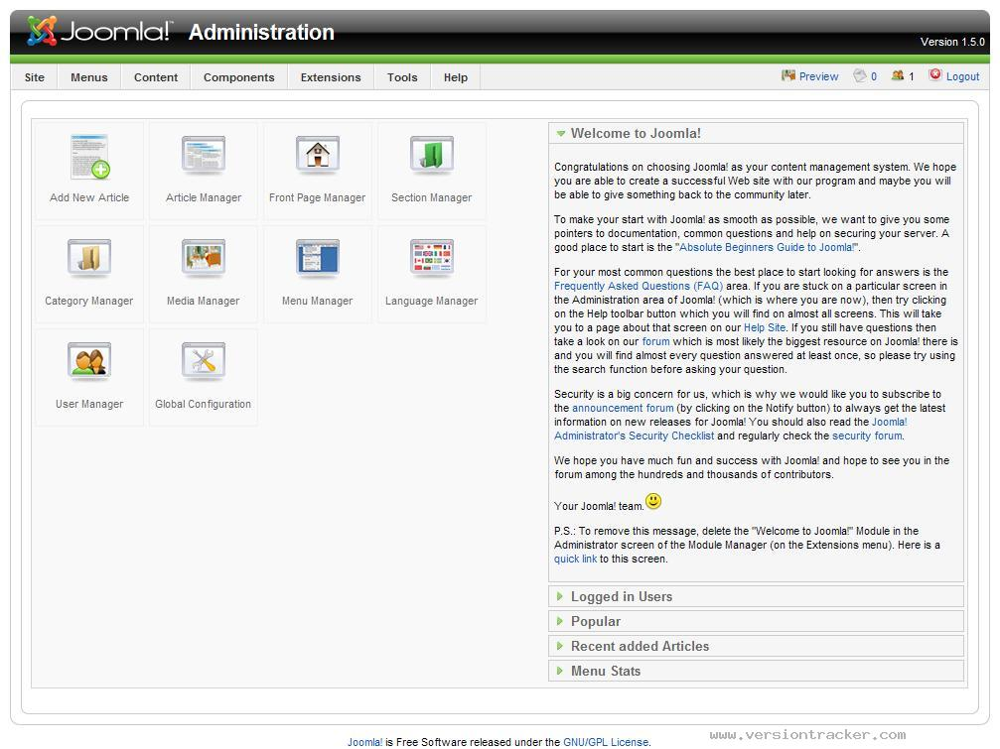 Joomla!™ Administration
Version 1.5.0
Site Menus Content Components Extensions Tools Help Preview 0 1 Logout
Add New Article Article Manager Front Page Manager Section Manager
Category Manager Media Manager Menu Manager Language Manager
User Manager Global Configuration
Welcome to Joomla!
Congratulations on choosing Joomla! as your content management system. We hope
you are able to create a successful Web site with our program and maybe you will
be able to give something back to the community later.
To make your start with Joomla! as smooth as possible, we want to give you some
pointers to documentation, common questions and help on securing your server. A
good place to start is the "Absolute Beginners Guide to Joomla!".
For your most common questions the best place to start looking for answers is the
Frequently Asked Questions (FAQ) area. If you are stuck on a particular screen in
the Administration area of Joomla! (which is where you are now), then try clicking
on the Help toolbar button which you will find on almost all screens. This will take
you to a page about that screen on our Help Site. If you still have questions then
take a look on our forum which is most likely the biggest resource on Joomla! there is
and you will find almost every question answered at least once, so please try using
the search function before asking your question.
Security is a big concern for us, which is why we would like you to subscribe to
the announcement forum (by clicking on the Notify button) to always get the latest
information on new releases for Joomla! You should also read the Joomla!
Administrator's Security Checklist and regularly check the security forum.
We hope you have much fun and success with Joomla! and hope to see you in the
forum among the hundreds and thousands of contributors.
Your Joomla! team.
P.S.: To remove this message, delete the "Welcome to Joomla!" Module in the
Administrator screen of the Module Manager (on the Extensions menu). Here is a
quick link to this screen.
Logged in Users
Popular
Recent added Articles
Menu Stats
www.versiontracker.com
Joomla! is Free Software released under the GNU/GPL License.